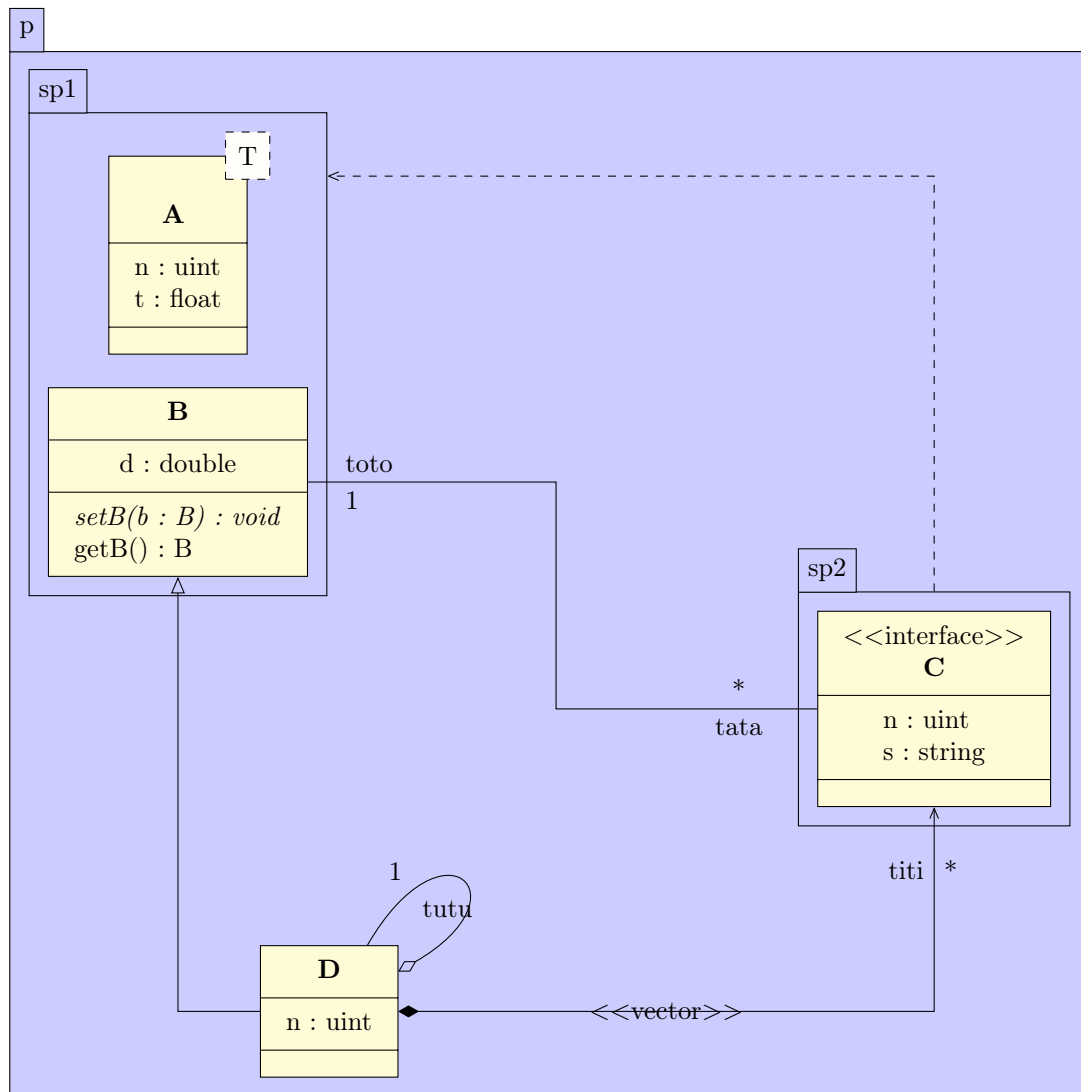 p
sp1
T
A
n : uint
t : float
B
d : double
setB(b : B) : void
getB() : B
toto
1
sp2
<<interface>>
C
n : uint
s : string
*
tata
titi *
1
tutu
D
n : uint
<<vector>>